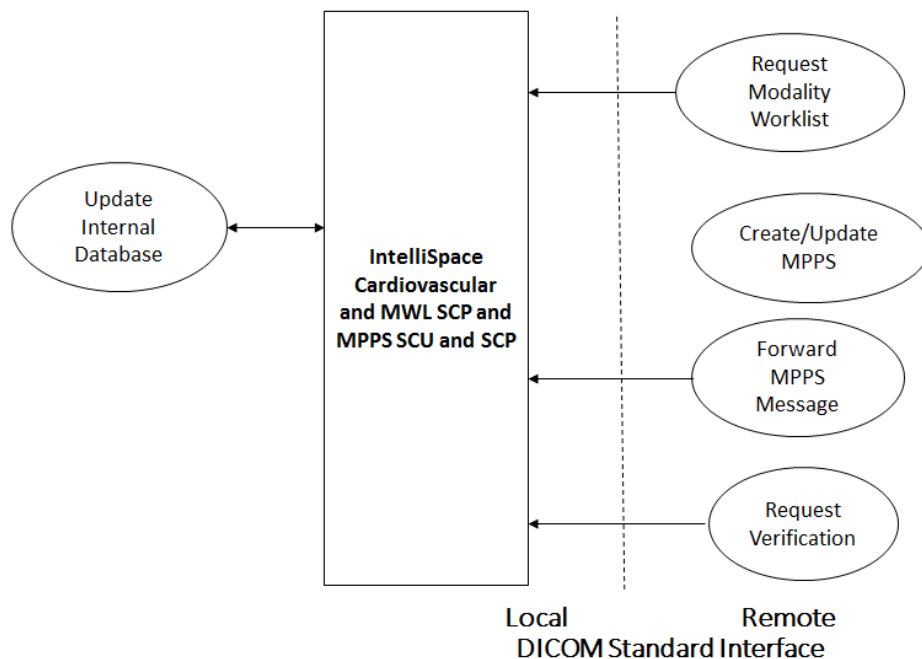 Request
Modality
Worklist
Update
Internal
Database
IntelliSpace
Cardiovascular
and MWL SCP and
MPPS SCU and SCP
Create/Update
MPPS
Forward
MPPS
Message
Request
Verification
Local Remote
DICOM Standard Interface